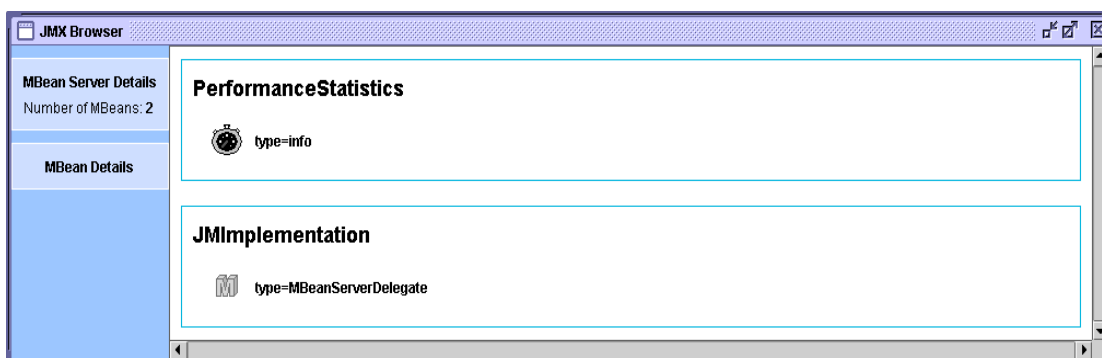 JMX Browser
MBean Server Details
Number of MBeans: 2
MBean Details
PerformanceStatistics
type=info
JMImplementation
M type=MBeanServerDelegate